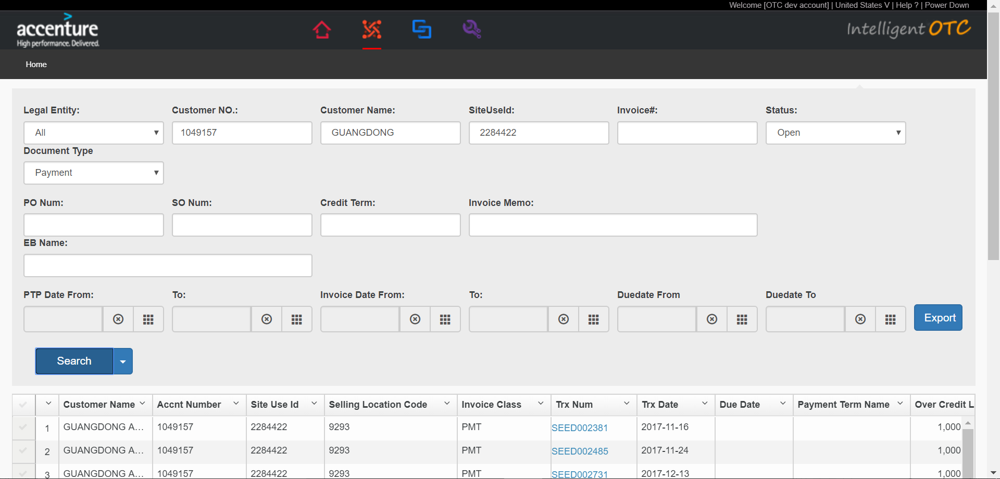 Welcome [OTC dev account] | United States V | Help ? | Power Down
accenture
High performance. Delivered.
Intelligent OTC
Home
Legal Entity: Customer NO.: Customer Name: SiteUseId: Invoice#: Status:
All 1049157 GUANGDONG 2284422 Open
Document Type
Payment
PO Num: SO Num: Credit Term: Invoice Memo:
EB Name:
PTP Date From: To: Invoice Date From: To: Duedate From Duedate To
Export
Search
Customer Name Accnt Number Site Use Id Selling Location Code Invoice Class Trx Num Trx Date Due Date Payment Term Name Over Credit L
1 GUANGDONG A... 1049157 2284422 9293 PMT SEED002381 2017-11-16 1,000
2 GUANGDONG A... 1049157 2284422 9293 PMT SEED002485 2017-11-24 1,000
3 GUANGDONG A... 1049157 2284422 9293 PMT SEED002731 2017-12-13 1,000